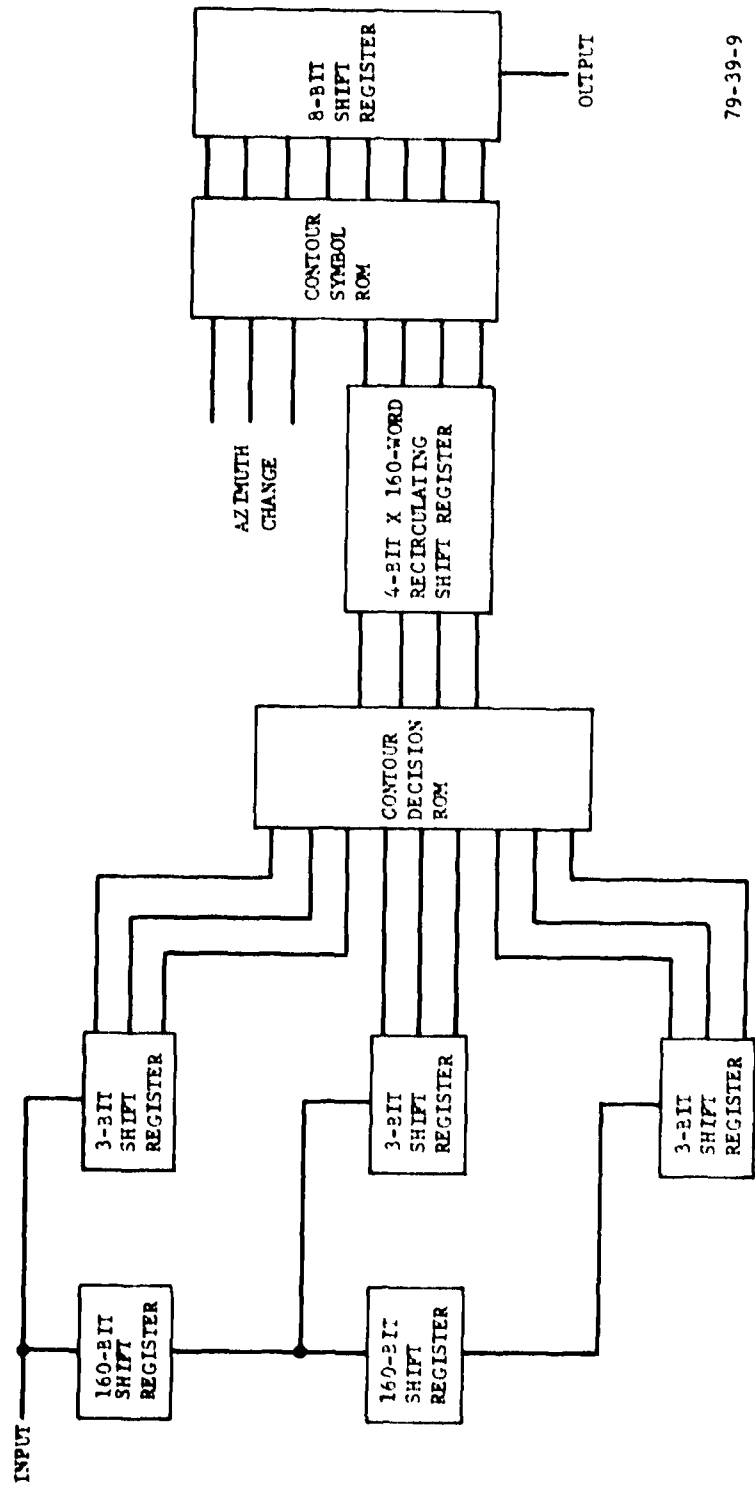 INPUT
160-BIT
SHIFT
REGISTER
160-BIT
SHIFT
REGISTER
3-BIT
SHIFT
REGISTER
3-BIT
SHIFT
REGISTER
3-BIT
SHIFT
REGISTER
CONTOUR
DECISION
ROM
4-BIT X 160-WORD
RECIRCULATING
SHIFT REGISTER
AZIMUTH
CHANGE
CONTOUR
SYMBOL
ROM
8-BIT
SHIFT
REGISTER
OUTPUT
79-39-9